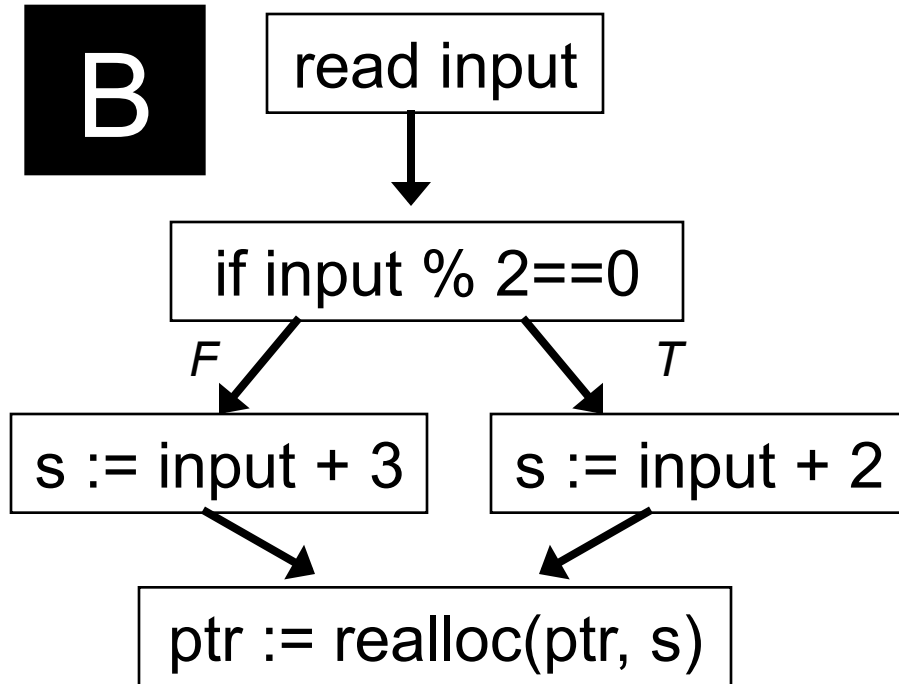 B
read input
if input % 2==0
F
T
s := input + 3
s := input + 2
ptr := realloc(ptr, s)